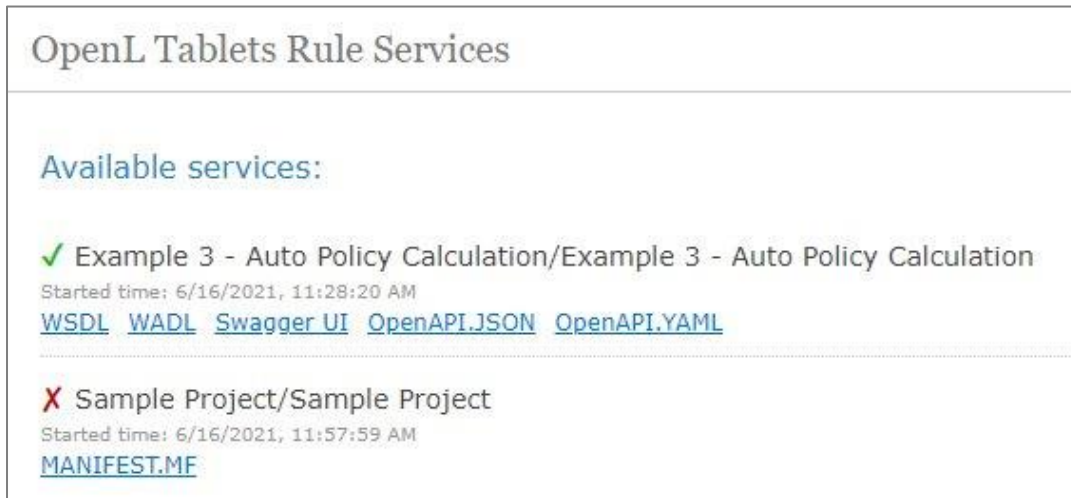 OpenL Tablets Rule Services
Available services:
✓ Example 3 - Auto Policy Calculation/Example 3 - Auto Policy Calculation
Started time: 6/16/2021, 11:28:20 AM
WSDL WADL Swagger UI OpenAPI.JSON OpenAPI.YAML
✗ Sample Project/Sample Project
Started time: 6/16/2021, 11:57:59 AM
MANIFEST.MF